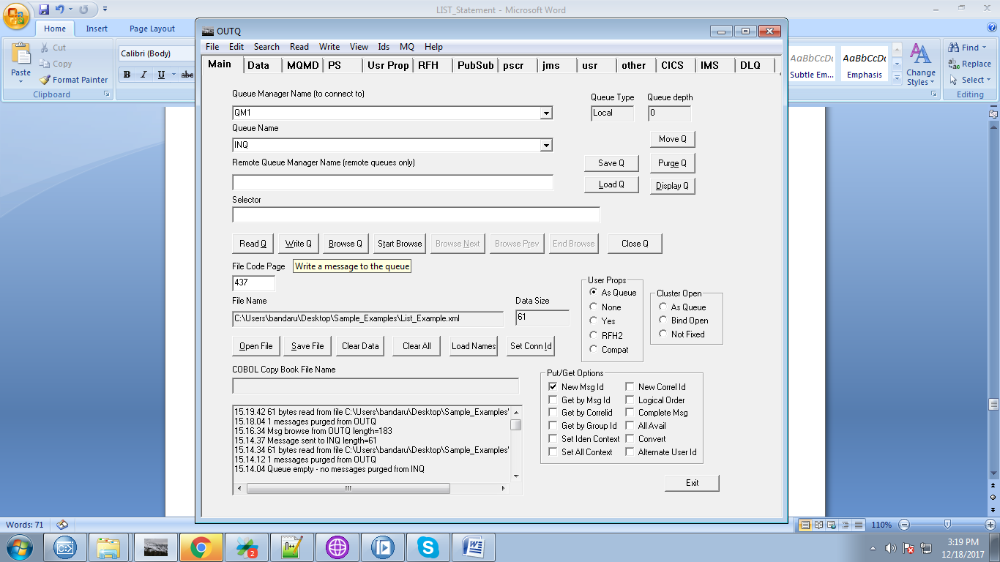 LIST_Statement - Microsoft Word
Home Insert Page Layout
Cut
Copy
Format Painter
Paste
Clipboard
Calibri (Body)
B I U abc
OUTQ
File Edit Search Read Write View Ids MQ Help
Main Data MQMD PS Usr Prop RFH PubSub pscr jms usr other CICS IMS DLQ
Queue Manager Name (to connect to)
QM1
Queue Type Queue depth
Local 0
Queue Name
INQ
Move Q
Remote Queue Manager Name (remote queues only)
Save Q Purge Q
Load Q Display Q
Selector
Read Q Write Q Browse Q Start Browse Browse Next Browse Prev End Browse Close Q
File Code Page
Write a message to the queue
437
File Name
C:\Users\bandaru\Desktop\Sample_Examples\List_Example.xml
Data Size
61
User Props
As Queue
None
Yes
RFH2
Compat
Cluster Open
As Queue
Bind Open
Not Fixed
Open File Save File Clear Data Clear All Load Names Set Conn Id
COBOL Copy Book File Name
Put/Get Options
New Msg Id New Correl Id
Get by Msg Id Logical Order
Get by Correlid Complete Msg
Get by Group Id All Avail
Set Iden Context Convert
Set All Context Alternate User Id
15.19.42 61 bytes read from file C:\Users\bandaru\Desktop\Sample_Examples'
15.18.04 1 messages purged from OUTQ
15.16.34 Msg browse from OUTQ length=183
15.14.37 Message sent to INQ length=61
15.14.34 61 bytes read from file C:\Users\bandaru\Desktop\Sample_Examples'
15.14.12 1 messages purged from OUTQ
15.14.04 Queue empty - no messages purged from INQ
Exit
AaBbCcDc AaBbCcDc
Subtle Em... Emphasis
Change Styles
Find
Replace
Select
Editing
Words: 71
110%
2
3:19 PM
12/18/2017